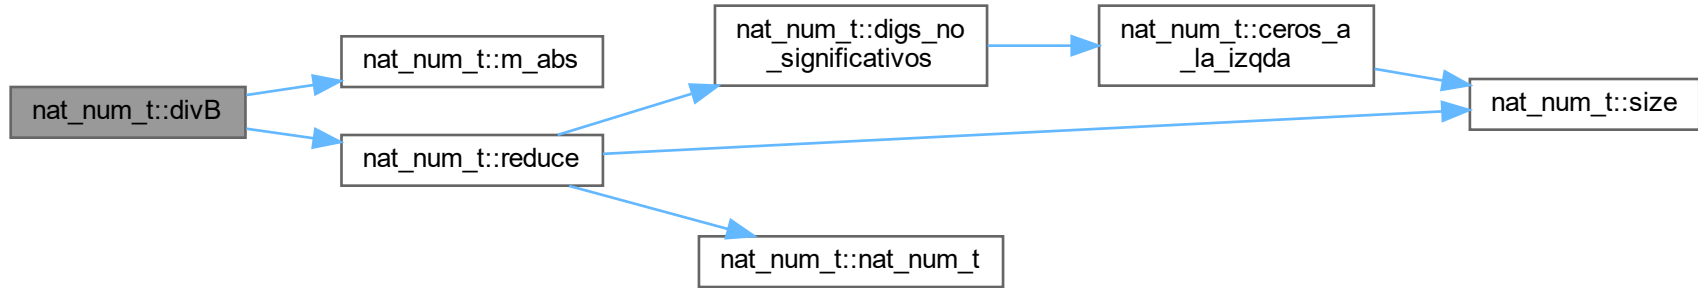 nat_num_t::divB
nat_num_t::m_abs
nat_num_t::reduce
nat_num_t::digs_no
_significativos
nat_num_t::nat_num_t
nat_num_t::ceros_a
_la_izqda
nat_num_t::size